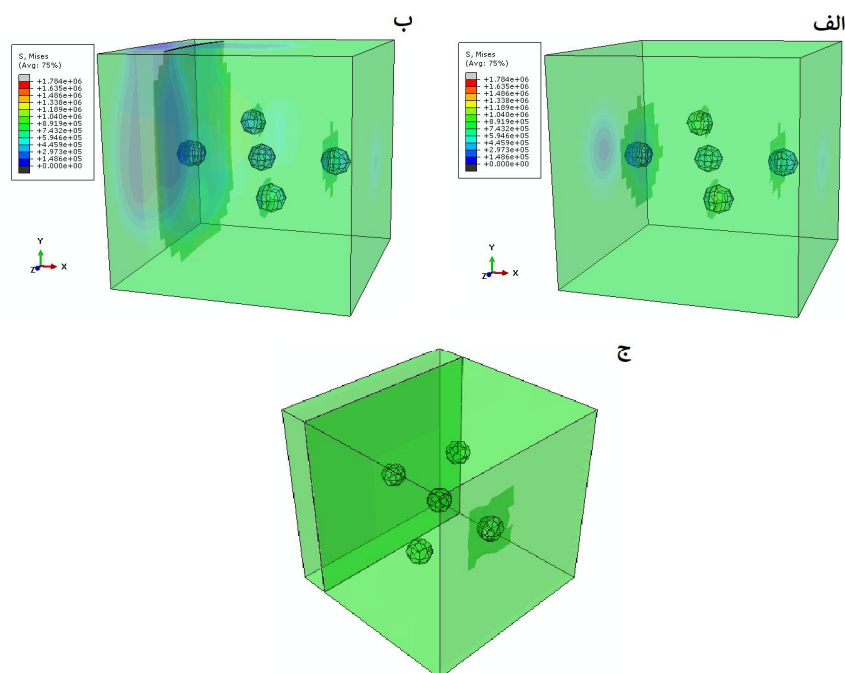 ب
الف
S, Mises
(Avg: 75%)
+1.784e+06
+1.635e+06
+1.486e+06
+1.338e+06
+1.189e+06
+1.040e+06
+8.919e+05
+7.432e+05
+5.946e+05
+4.459e+05
+2.973e+05
+1.486e+05
+0.000e+00
Y
Z
X
S, Mises
(Avg: 75%)
+1.784e+06
+1.635e+06
+1.486e+06
+1.338e+06
+1.189e+06
+1.040e+06
+8.919e+05
+7.432e+05
+5.946e+05
+4.459e+05
+2.973e+05
+1.486e+05
+0.000e+00
Y
Z
X
ج